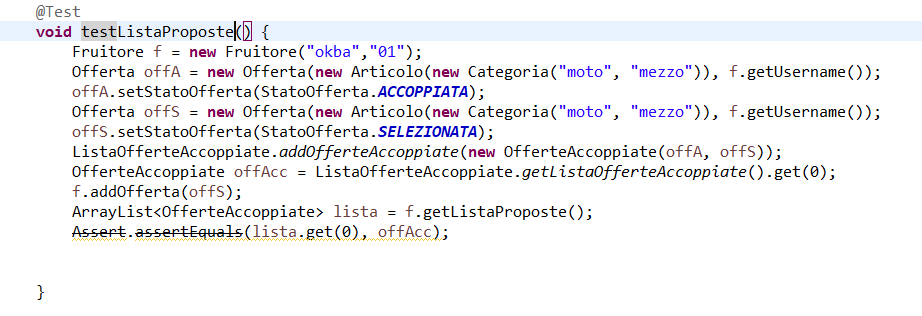 @Test
void testListaProposte() {
Fruitore f = new Fruitore("okba","01");
Offerta offA = new Offerta(new Articolo(new Categoria("moto", "mezzo")), f.getUsername());
offA.setStatoOfferta(StatoOfferta.ACCOPPIATA);
Offerta offS = new Offerta(new Articolo(new Categoria("moto", "mezzo")), f.getUsername());
offS.setStatoOfferta(StatoOfferta.SELEZIONATA);
ListaOfferteAccoppiate.addOfferteAccoppiate(new OfferteAccoppiate(offA, offS));
OfferteAccoppiate offAcc = ListaOfferteAccoppiate.getListaOfferteAccoppiate().get(0);
f.addOfferta(offS);
ArrayList<OfferteAccoppiate> lista = f.getListaProposte();
Assert.assertEquals(lista.get(0), offAcc);
}